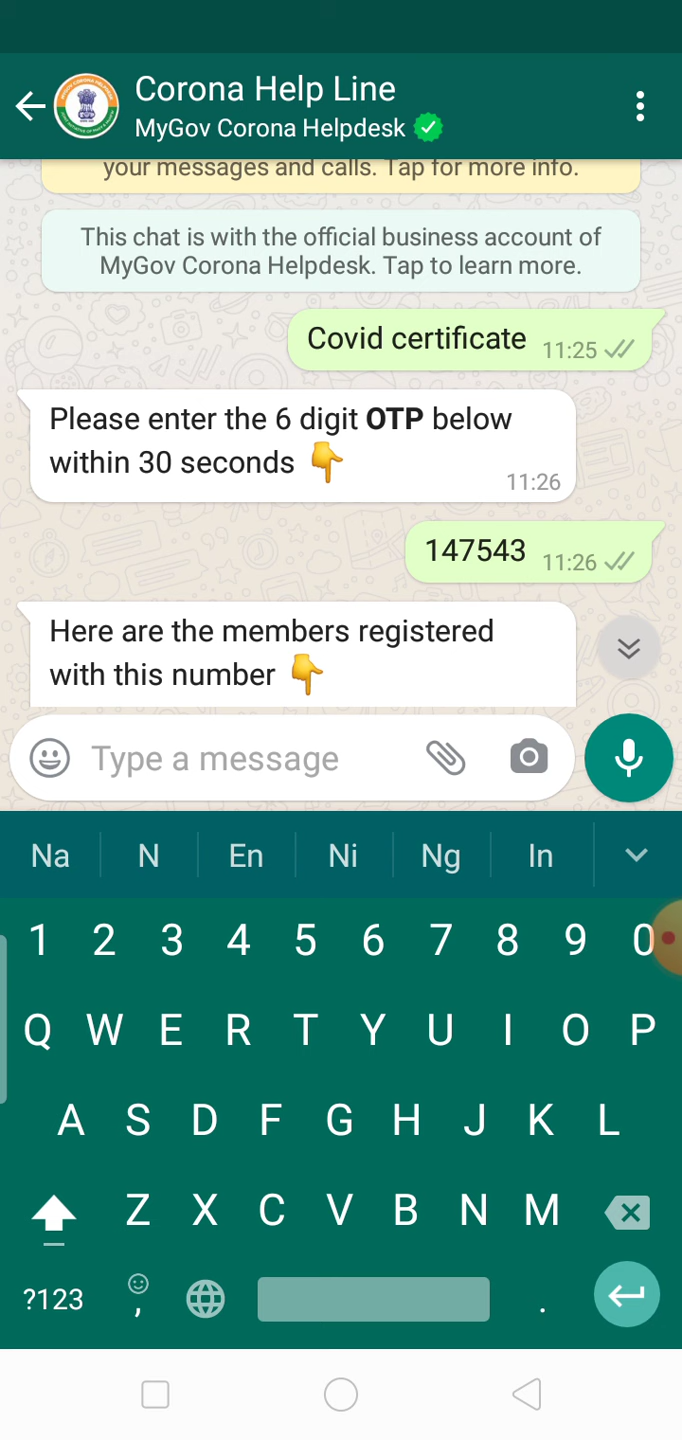 Corona Help Line
MyGov Corona Helpdesk
your messages and calls. Tap for more info.
This chat is with the official business account of
MyGov Corona Helpdesk. Tap to learn more.
Covid certificate 11:25
Please enter the 6 digit OTP below
within 30 seconds 👇
11:26
147543 11:26
Here are the members registered
with this number 👇
Type a message
Na N En Ni Ng In
1 2 3 4 5 6 7 8 9 0
Q W E R T Y U I O P
A S D F G H J K L
Z X C V B N M
?123 , .